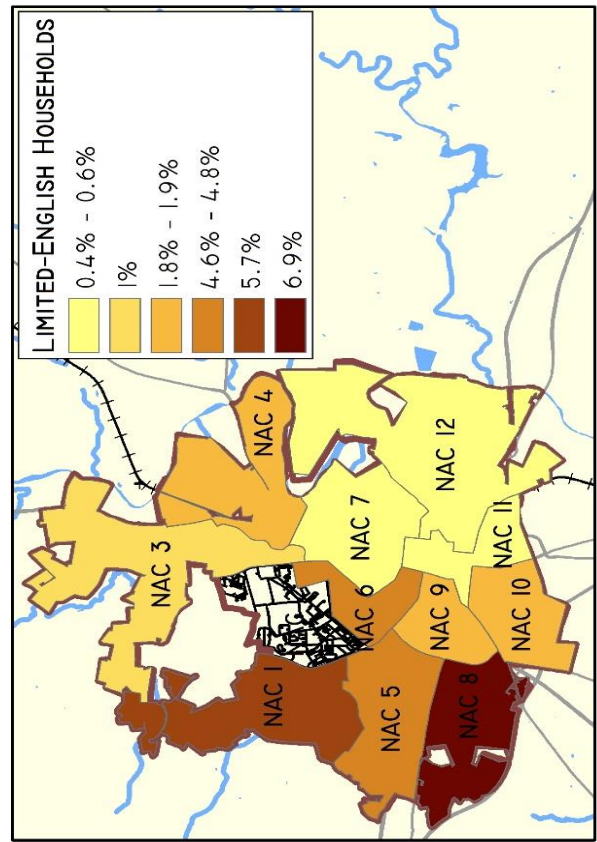 LIMITED-ENGLISH HOUSEHOLDS
0.4% - 0.6%
1%
1.8% - 1.9%
4.6% - 4.8%
5.7%
6.9%
NAC 3
NAC 4
NAC 1
NAC 7
NAC 6
NAC 12
NAC 5
NAC 9
NAC 11
NAC 8
NAC 10